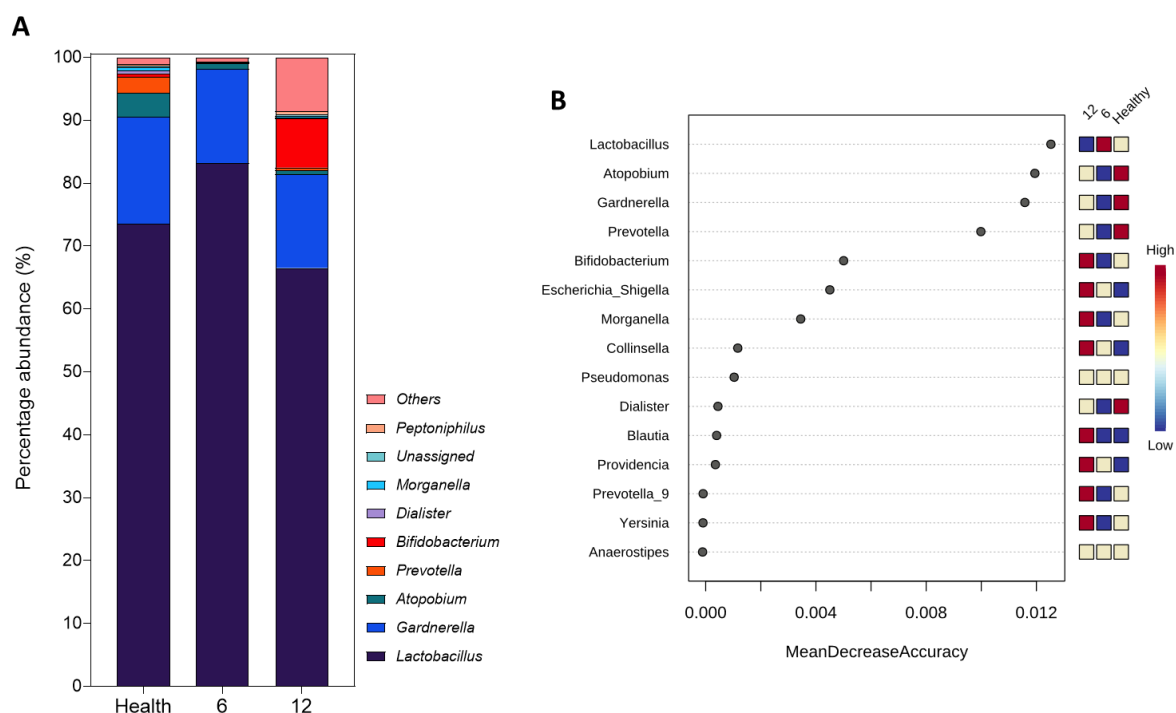 A
Percentage abundance (%)
100
90
80
70
60
50
40
30
20
10
0
Health 6 12
Others
Peptoniphilus
Unassigned
Morganella
Dialister
Bifidobacterium
Prevotella
Atopobium
Gardnerella
Lactobacillus
B
12 6 Healthy
Lactobacillus
Atopobium
Gardnerella
Prevotella
Bifidobacterium
Escherichia_Shigella
Morganella
Collinsella
Pseudomonas
Dialister
Blautia
Providencia
Prevotella_9
Yersinia
Anaerostipes
0.000 0.004 0.008 0.012
MeanDecreaseAccuracy
High
Low